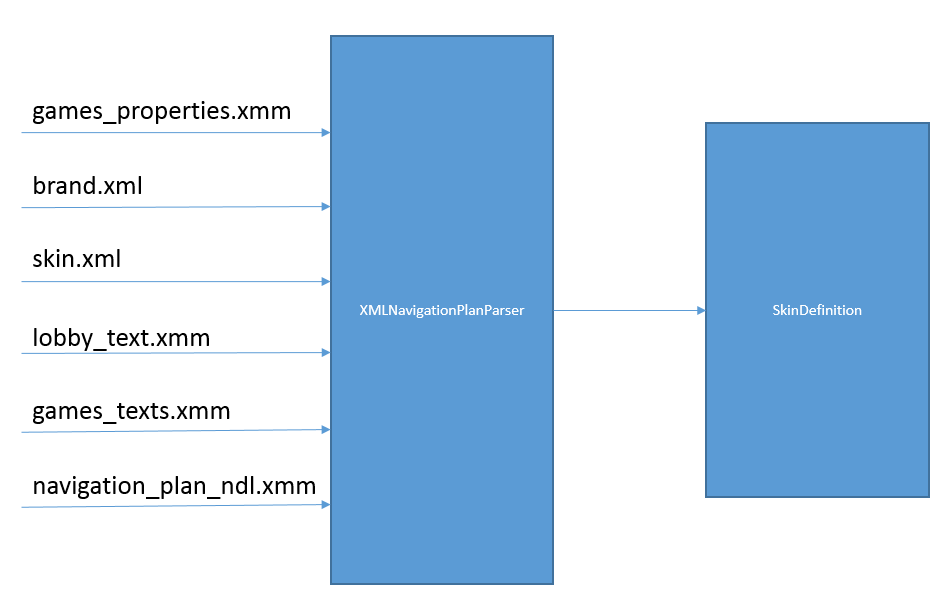 games_properties.xmm
brand.xml
skin.xml
lobby_text.xmm
games_texts.xmm
navigation_plan_ndl.xmm
XMLNavigationPlanParser
SkinDefinition